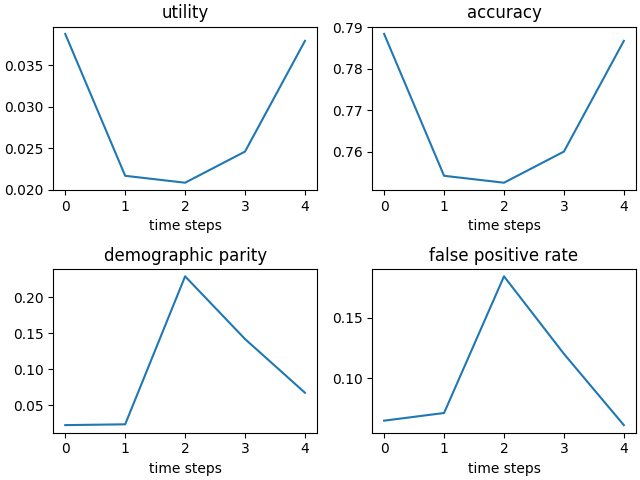 utility
0.035
0.030
0.025
0.020
0 1 2 3 4
time steps
accuracy
0.79
0.78
0.77
0.76
0 1 2 3 4
time steps
demographic parity
0.20
0.15
0.10
0.05
0 1 2 3 4
time steps
false positive rate
0.15
0.10
0 1 2 3 4
time steps